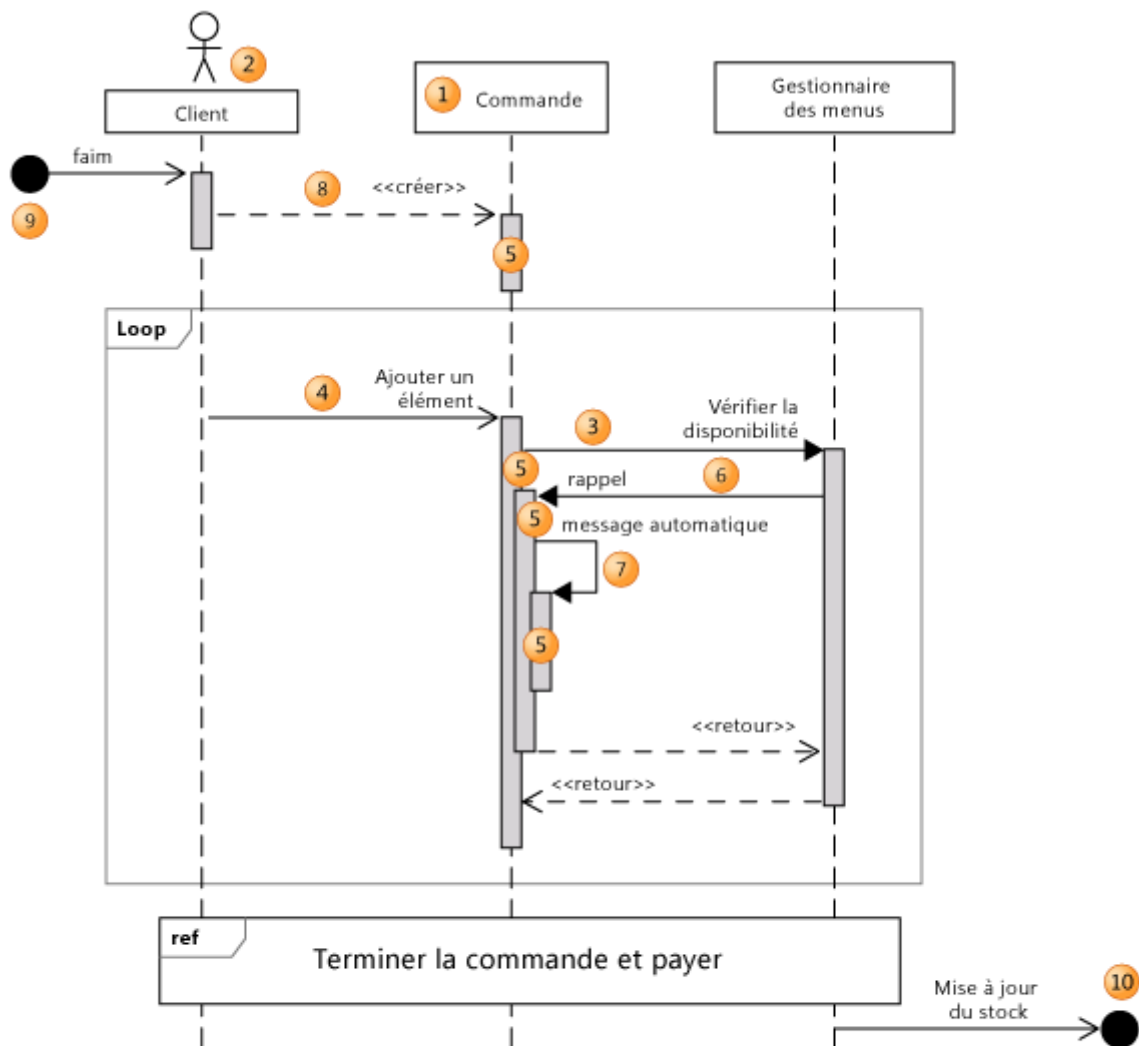 2
Client
1
Commande
Gestionnaire
des menus
faim
9
8
<<créer>>
5
Loop
4
Ajouter un
élément
3
Vérifier la
disponibilité
5
rappel
6
5
message automatique
7
5
<<retour>>
<<retour>>
ref
Terminer la commande et payer
Mise à jour
du stock
10